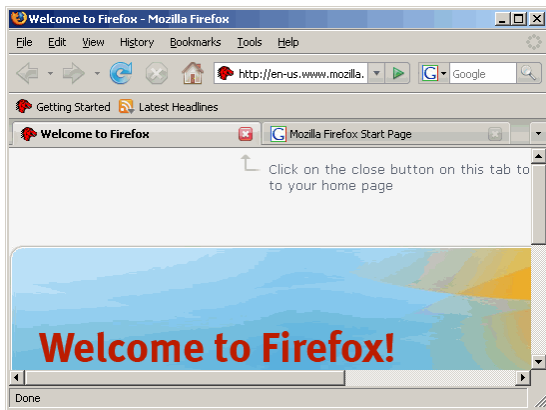 Welcome to Firefox - Mozilla Firefox
File Edit View History Bookmarks Tools Help
http://en-us.www.mozilla. Google
Getting Started Latest Headlines
Welcome to Firefox Mozilla Firefox Start Page
Click on the close button on this tab to
to your home page
Welcome to Firefox!
Done